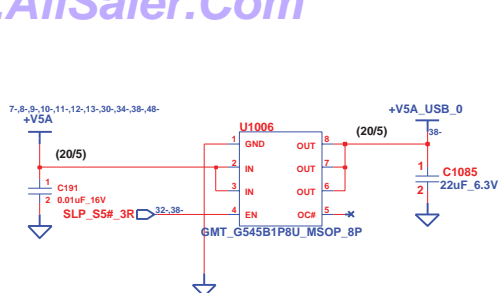 .AliSaler.Com
7-,8-,9-,10-,11-,12-,13-,30-,34-,38-,48-
+V5A
+V5A_USB_0
U1006
(20/5)
(20/5)
38-
1 GND OUT 8
2 IN OUT 7
3 IN OUT 6
4 EN OC# 5
1 C191
2 0.01uF_16V
1 C1085
2 22uF_6.3V
SLP_S5#_3R 32-,38-
GMT_G545B1P8U_MSOP_8P